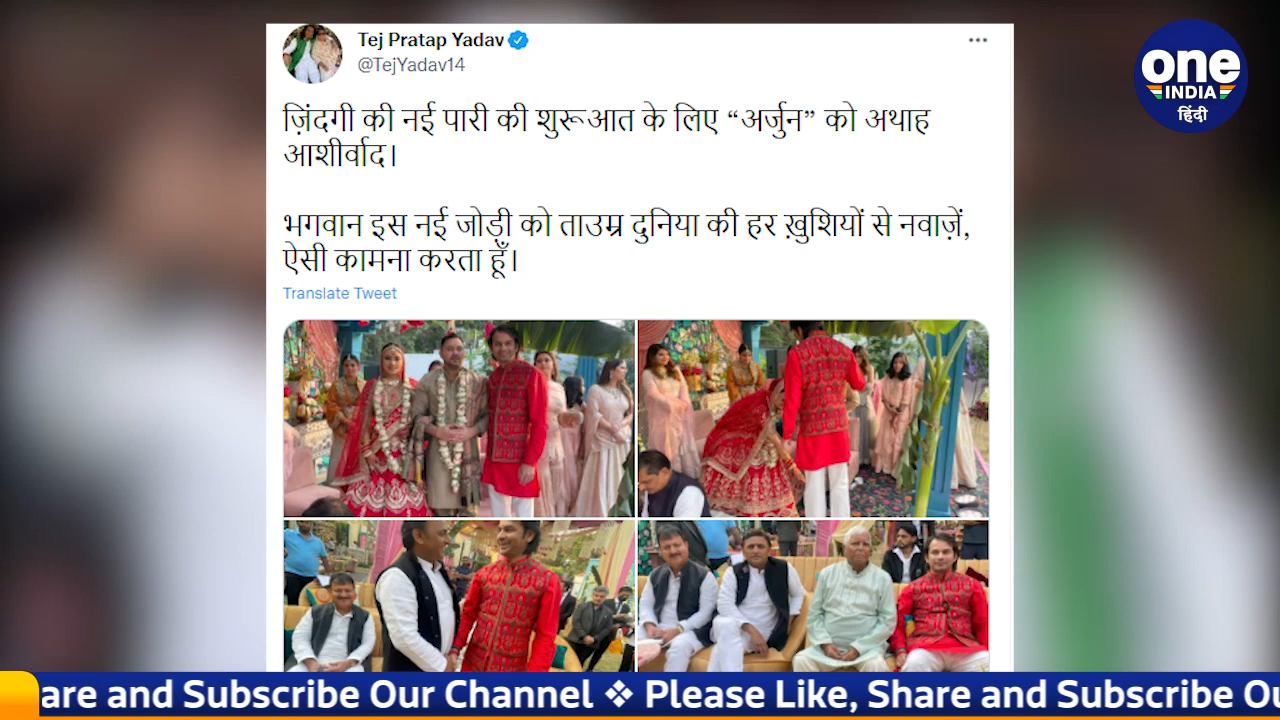 Tej Pratap Yadav
@TejYadav14
one
INDIA
हिंदी
ज़िंदगी की नई पारी की शुरूआत के लिए “अर्जुन” को अथाह
आशीर्वाद।
भगवान इस नई जोड़ी को ताउम्र दुनिया की हर ख़ुशियों से नवाज़ें,
ऐसी कामना करता हूँ।
Translate Tweet
are and Subscribe Our Channel ❖ Please Like, Share and Subscribe Ou